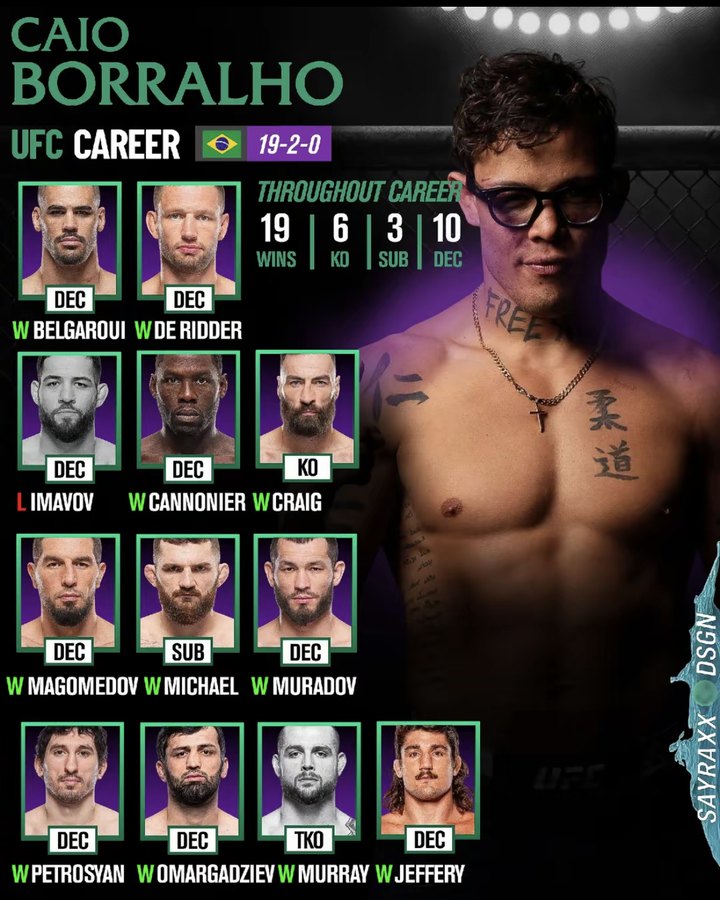 CAIO
BORRALHO
UFC CAREER 19-2-0
THROUGHOUT CAREER
19 6 3 10
WINS KO SUB DEC
DEC DEC
W BELGAROUI W DE RIDDER
DEC DEC KO
L IMAVOV W CANNONIER W CRAIG
DEC SUB DEC
W MAGOMEDOV W MICHAEL W MURADOV
DEC DEC TKO DEC
W PETROSYAN W OMARGADZIEV W MURRAY W JEFFERY
FREE
仁
柔
道
UFC
SAYRAXX DSGN